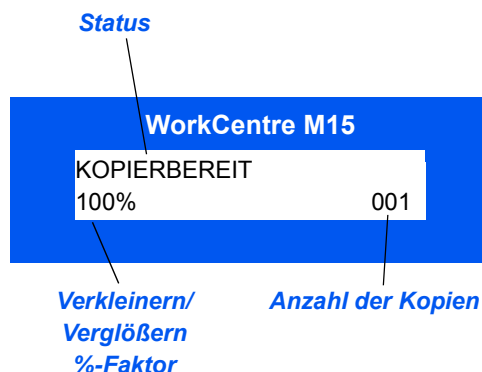 Status
WorkCentre M15
KOPIERBEREIT
100% 001
Verkleinern/
Verglößern
%-Faktor
Anzahl der Kopien